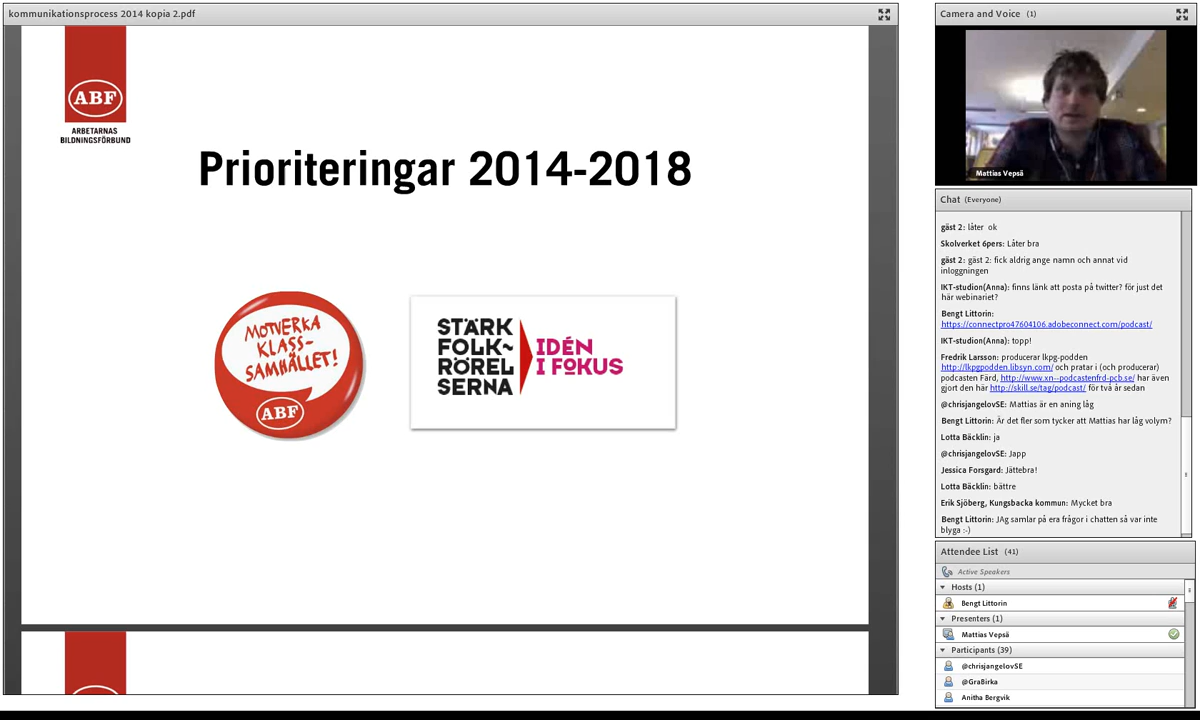 kommunikationsprocess 2014 kopia 2.pdf
ABF
ARBETARNAS
BILDNINGSFÖRBUND
Prioriteringar 2014-2018
MOTVERKA
KLASS-
SAMHÄLLET!
ABF
STÄRK
FOLK~
RÖREL
SERNA
IDÉN
I FOKUS
Camera and Voice (1)
Mattias Vepsä
Chat (Everyone)
gäst 2: låter ok
Skolverket 6pers: Låter bra
gäst 2: gäst 2: fick aldrig ange namn och annat vid
inloggningen
IKT-studion(Anna): finns länk att posta på twitter? för just det
här webinariet?
Bengt Littorin:
https://connectpro47604106.adobeconnect.com/podcast/
IKT-studion(Anna): topp!
Fredrik Larsson: producerar lkpg-podden
http://lkpgpodden.libsyn.com/ och pratar i (och producerar)
podcasten Färd, http://www.xn--podcastenfrd-pcb.se/ har även
gjort den här http://skill.se/tag/podcast/ för två år sedan
@chrisjangelovSE: Mattias är en aning låg
Bengt Littorin: Är det fler som tycker att Mattias har låg volym?
Lotta Bäcklin: ja
@chrisjangelovSE: Japp
Jessica Forsgard: Jättebra!
Lotta Bäcklin: bättre
Erik Sjöberg, Kungsbacka kommun: Mycket bra
Bengt Littorin: JAg samlar på era frågor i chatten så var inte
blyga :-)
Attendee List (41)
Active Speakers
Hosts (1)
Bengt Littorin
Presenters (1)
Mattias Vepsä
Participants (39)
@chrisjangelovSE
@GraBirka
Anitha Bergvik